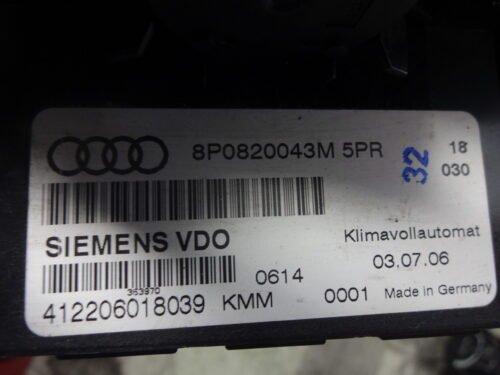 8P0820043M 5PR 32 18
030
SIEMENS VDO Klimavollautomat
353970 0614 03.07.06
412206018039 KMM 0001 Made in Germany